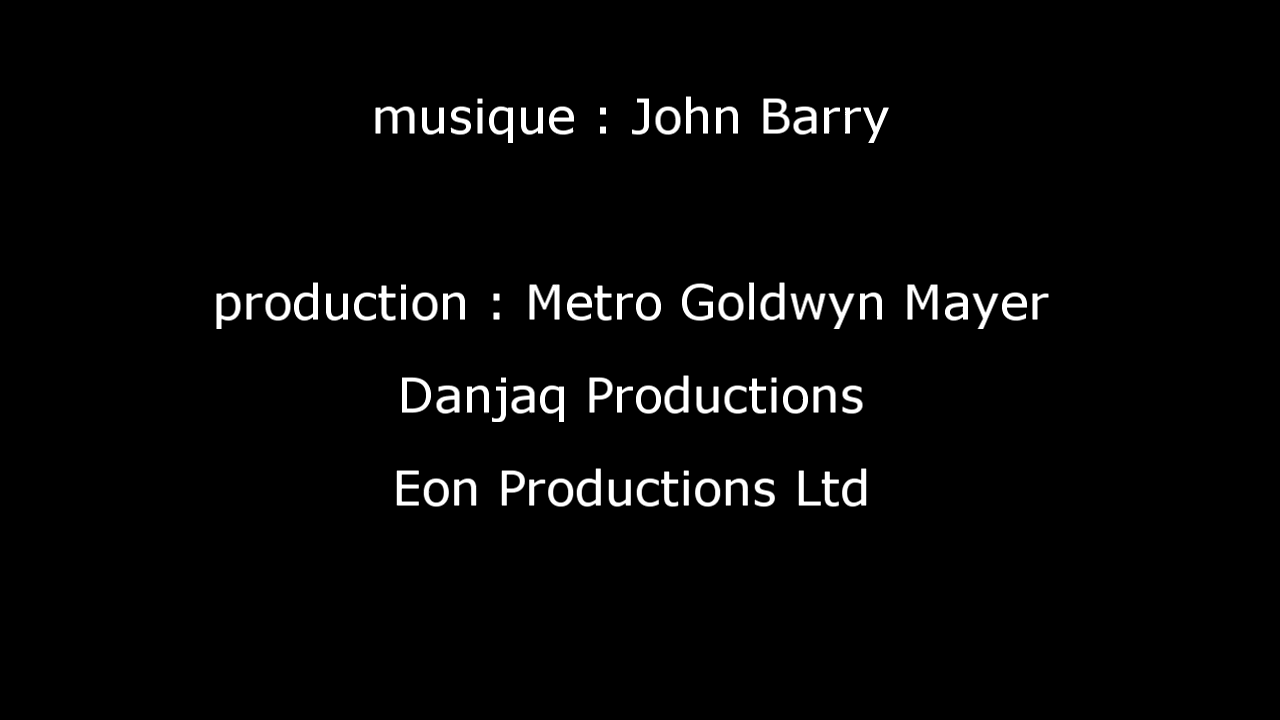 musique : John Barry
production : Metro Goldwyn Mayer
Danjaq Productions
Eon Productions Ltd